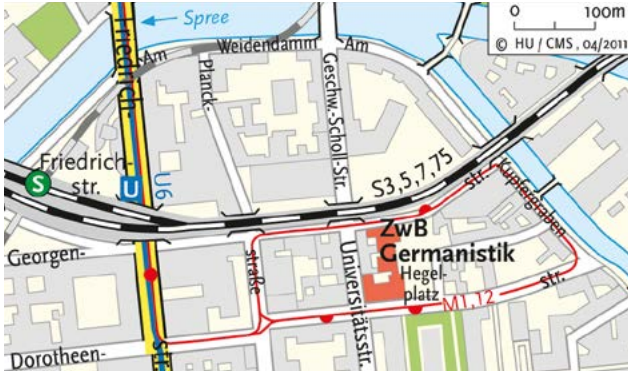 0 100m
© HU / CMS, 04/2011
Spree
Friedrich-
str.
Am
Weidendamm
Am
Planck-
straße
Geschw.-Scholl-Str.
Friedrich-
str.
S
U
U6
S3,5,7,75
str.
Kupfergraben
ZwB
Germanistik
Hegel-
platz
Georgen-
Universitätsstr.
M1,12
str.
Dorotheen-